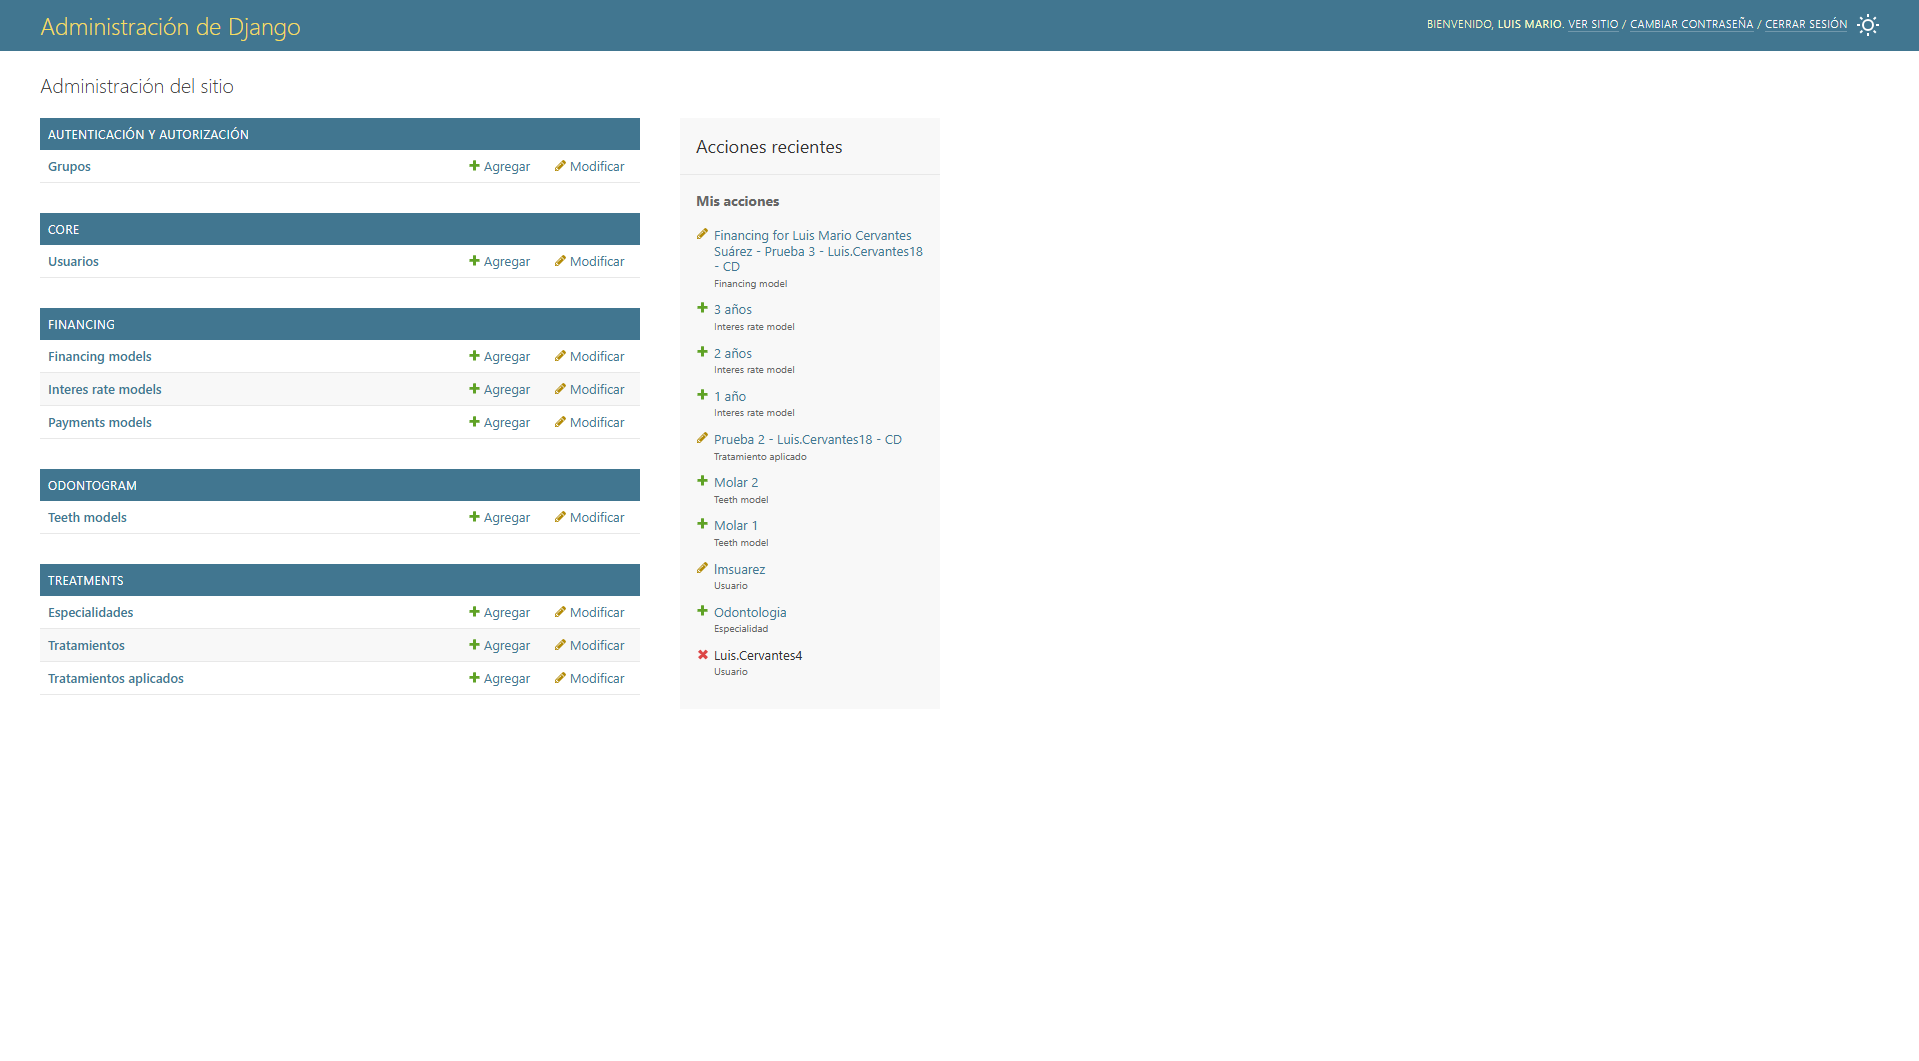 Administración de Django
BIENVENIDO, LUIS MARIO. VER SITIO / CAMBIAR CONTRASEÑA / CERRAR SESIÓN
Administración del sitio
AUTENTICACIÓN Y AUTORIZACIÓN
Grupos Agregar Modificar
CORE
Usuarios Agregar Modificar
FINANCING
Financing models Agregar Modificar
Interes rate models Agregar Modificar
Payments models Agregar Modificar
ODONTOGRAM
Teeth models Agregar Modificar
TREATMENTS
Especialidades Agregar Modificar
Tratamientos Agregar Modificar
Tratamientos aplicados Agregar Modificar
Acciones recientes
Mis acciones
Financing for Luis Mario Cervantes
Suárez - Prueba 3 - Luis.Cervantes18
- CD
Financing model
3 años
Interes rate model
2 años
Interes rate model
1 año
Interes rate model
Prueba 2 - Luis.Cervantes18 - CD
Tratamiento aplicado
Molar 2
Teeth model
Molar 1
Teeth model
lmsuarez
Usuario
Odontologia
Especialidad
Luis.Cervantes4
Usuario